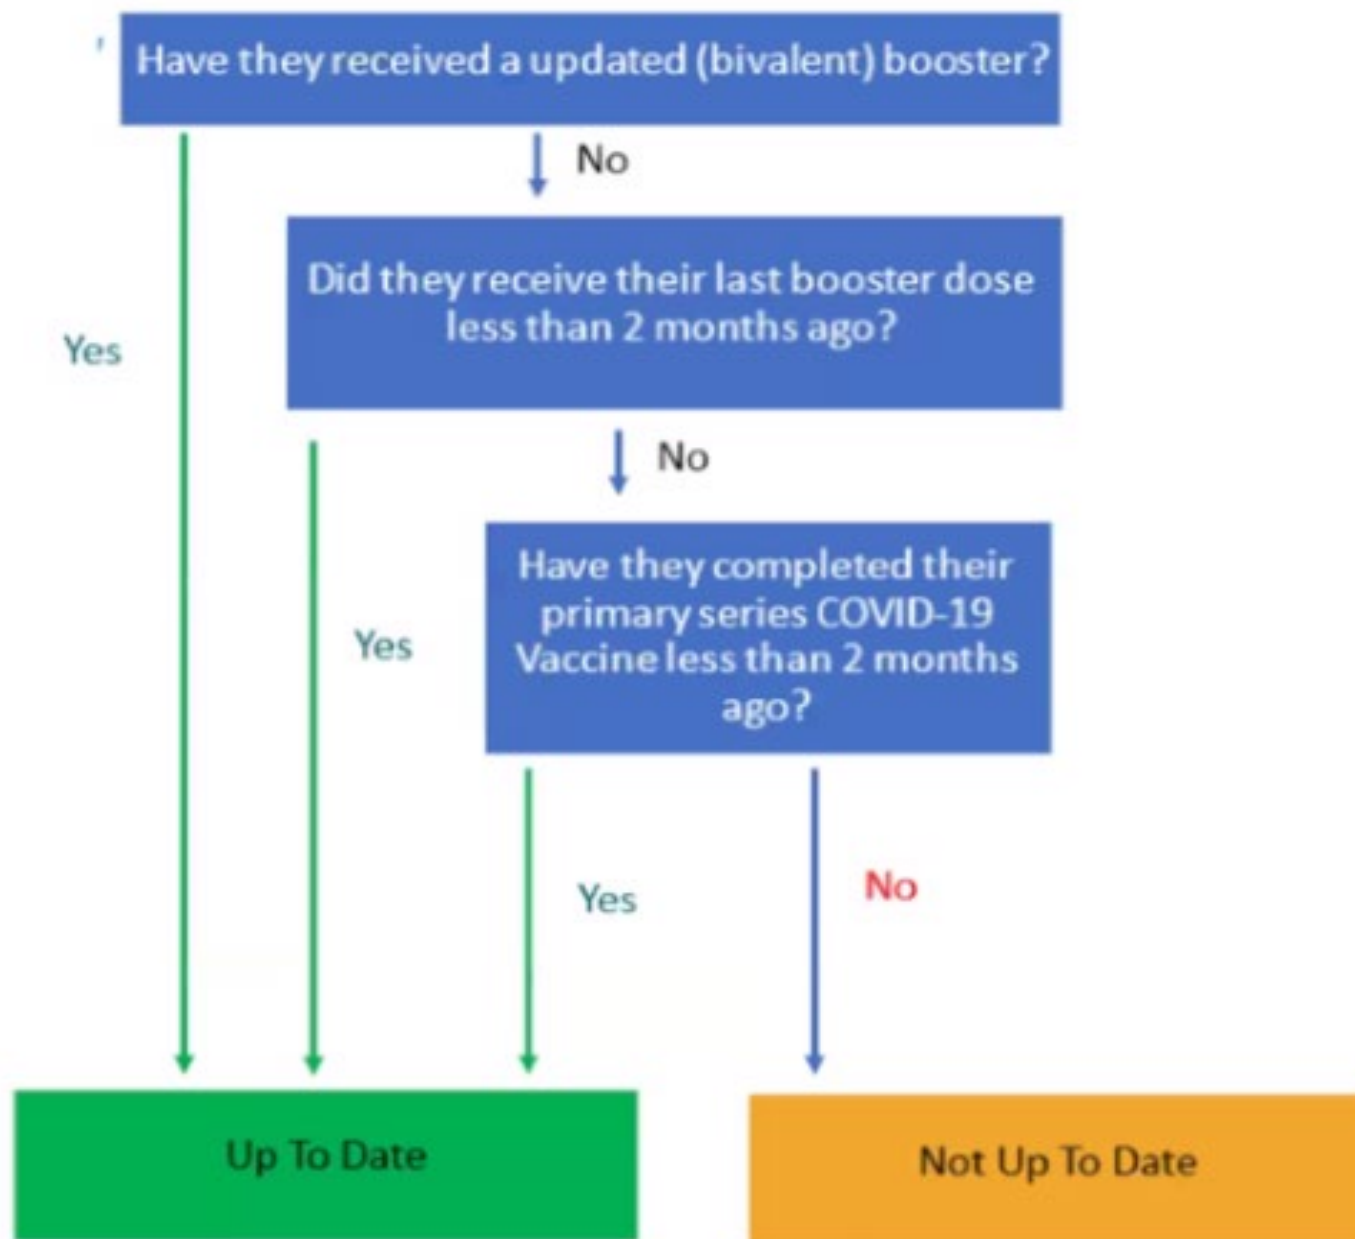 Have they received a updated (bivalent) booster?
No
Did they receive their last booster dose
less than 2 months ago?
Yes
No
Have they completed their
primary series COVID-19
Vaccine less than 2 months
ago?
Yes
Yes
No
Up To Date
Not Up To Date